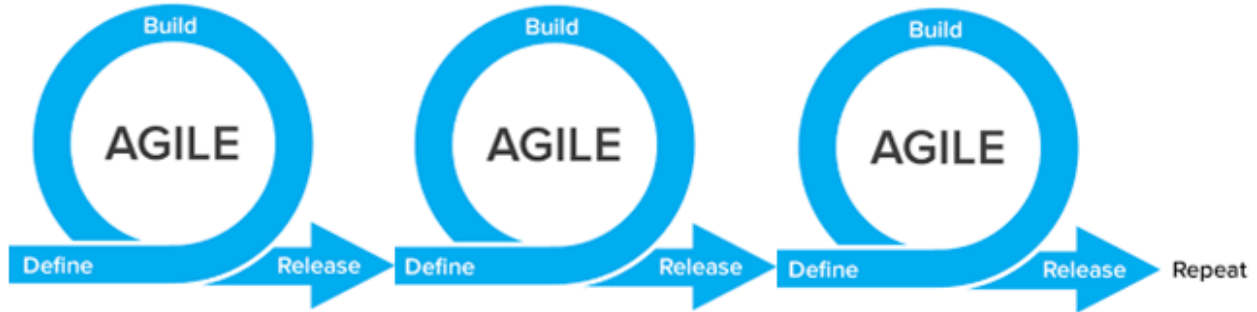 Build
AGILE
Define
Release
Build
AGILE
Define
Release
Build
AGILE
Define
Release
Repeat